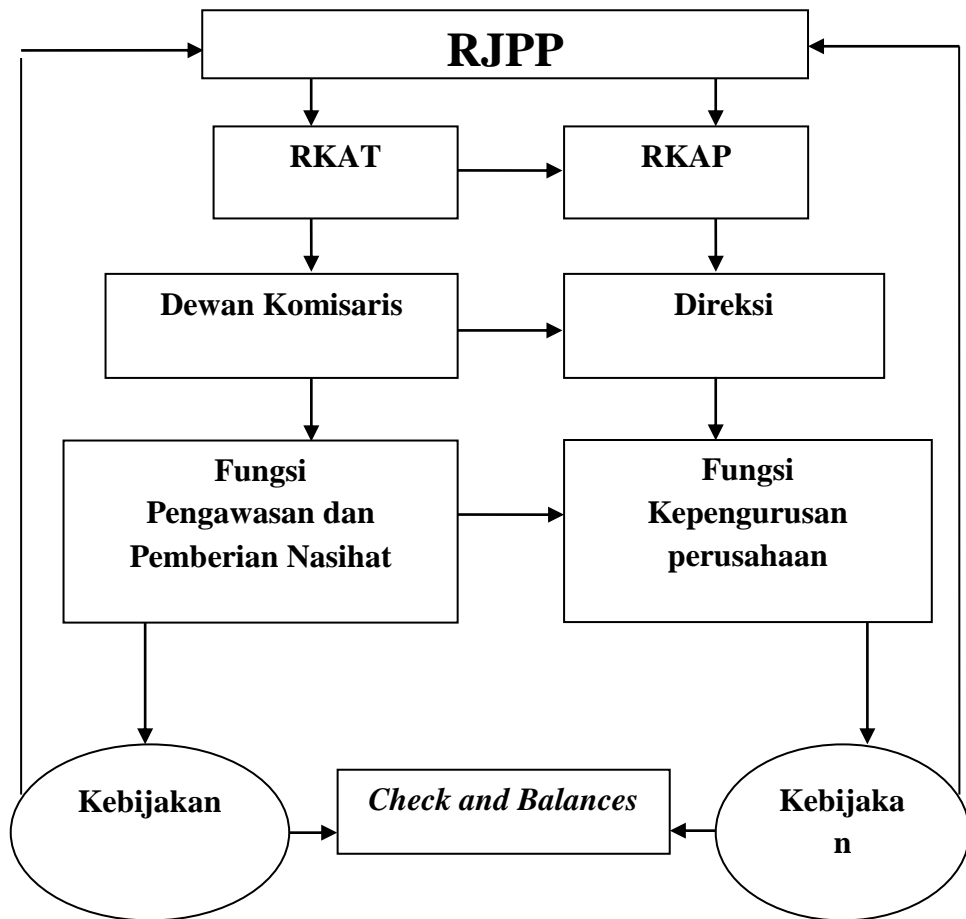 RJPP
RKAT
RKAP
Dewan Komisaris
Direksi
Fungsi
Pengawasan dan
Pemberian Nasihat
Fungsi
Kepengurusan
perusahaan
Kebijakan
Check and Balances
Kebijaka
n